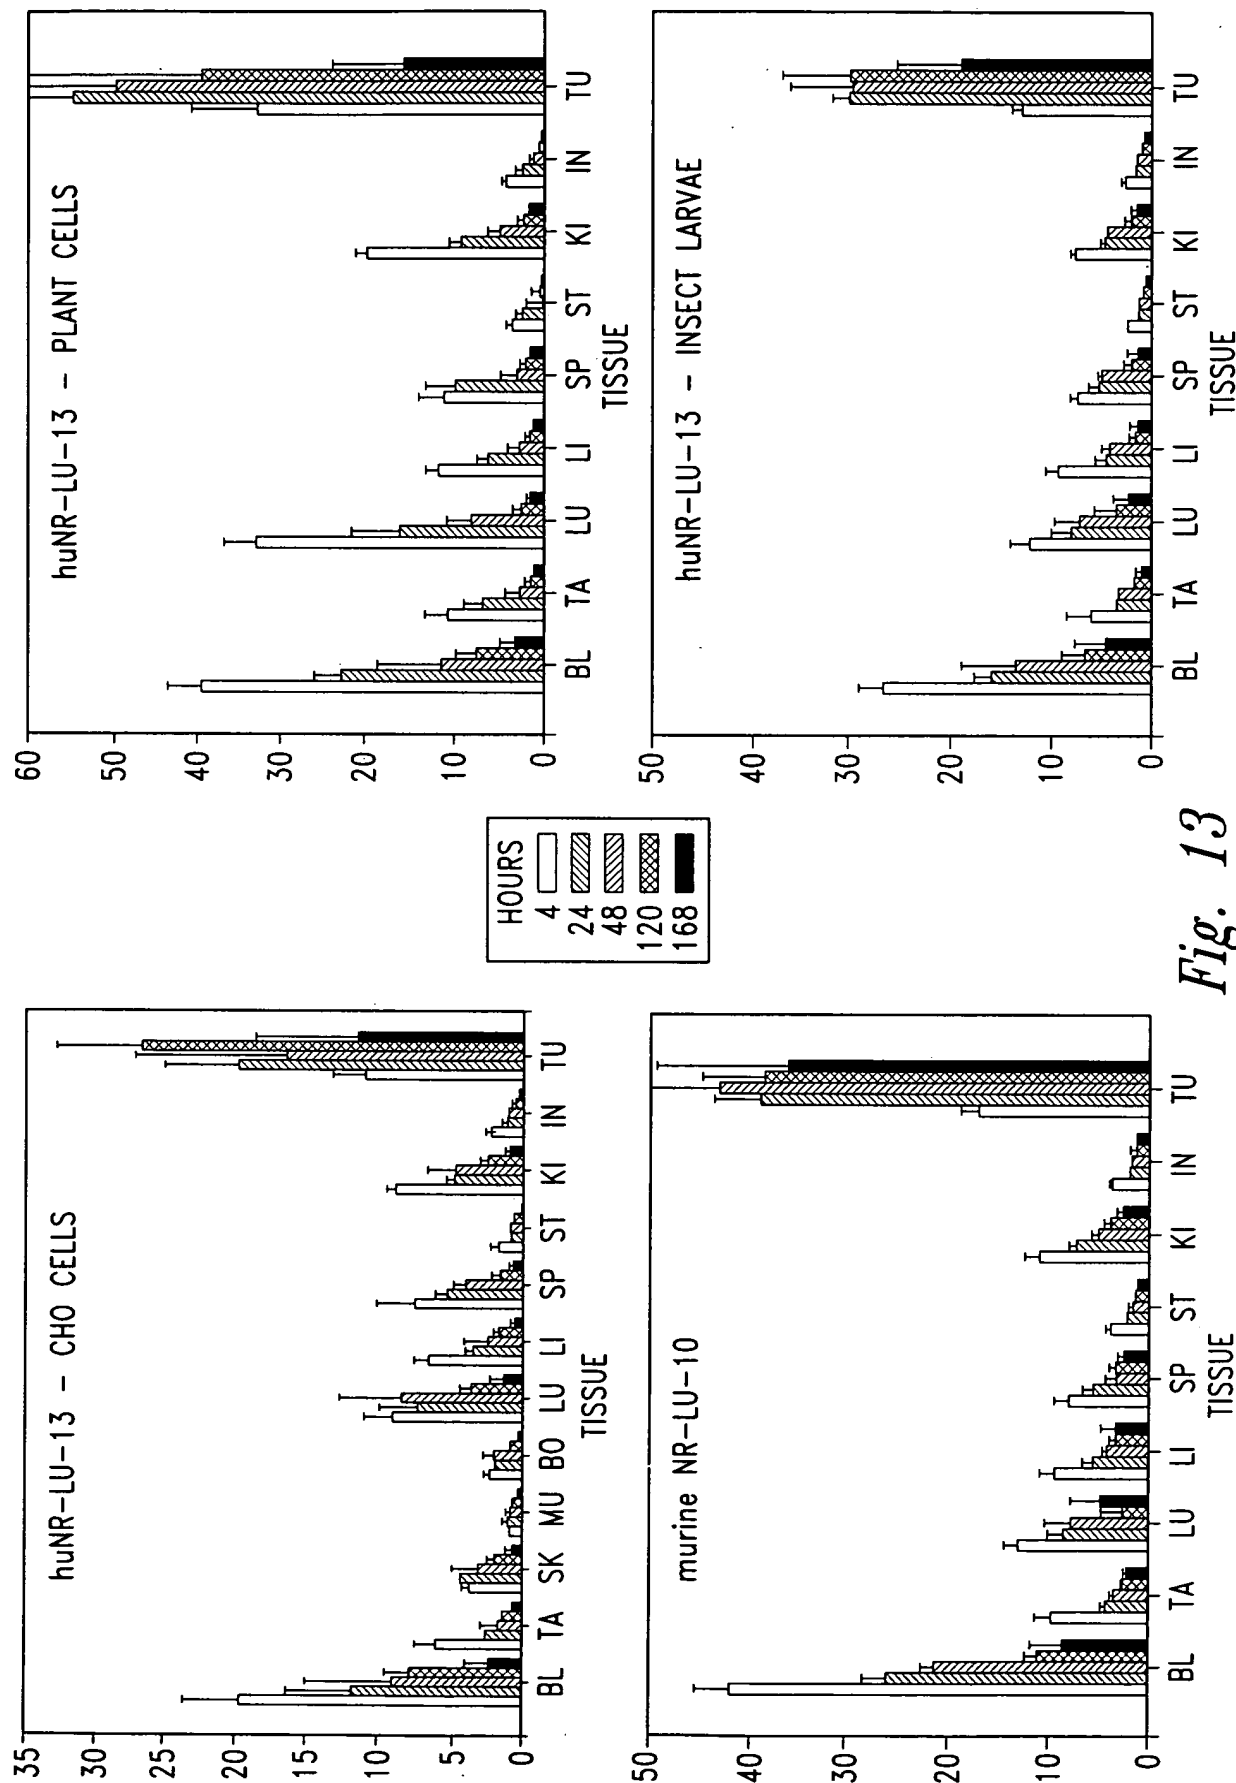 huNR-LU-13 - CHO CELLS
35
30
25
20
15
10
5
0
BL TA SK MU BO LU LI SP ST KI IN TU
TISSUE
huNR-LU-13 - PLANT CELLS
60
50
40
30
20
10
0
BL TA LU LI SP ST KI IN TU
TISSUE
HOURS
4
24
48
120
168
murine NR-LU-10
50
40
30
20
10
0
BL TA LU LI SP ST KI IN TU
TISSUE
huNR-LU-13 - INSECT LARVAE
50
40
30
20
10
0
BL TA LU LI SP ST KI IN TU
TISSUE
Fig. 13